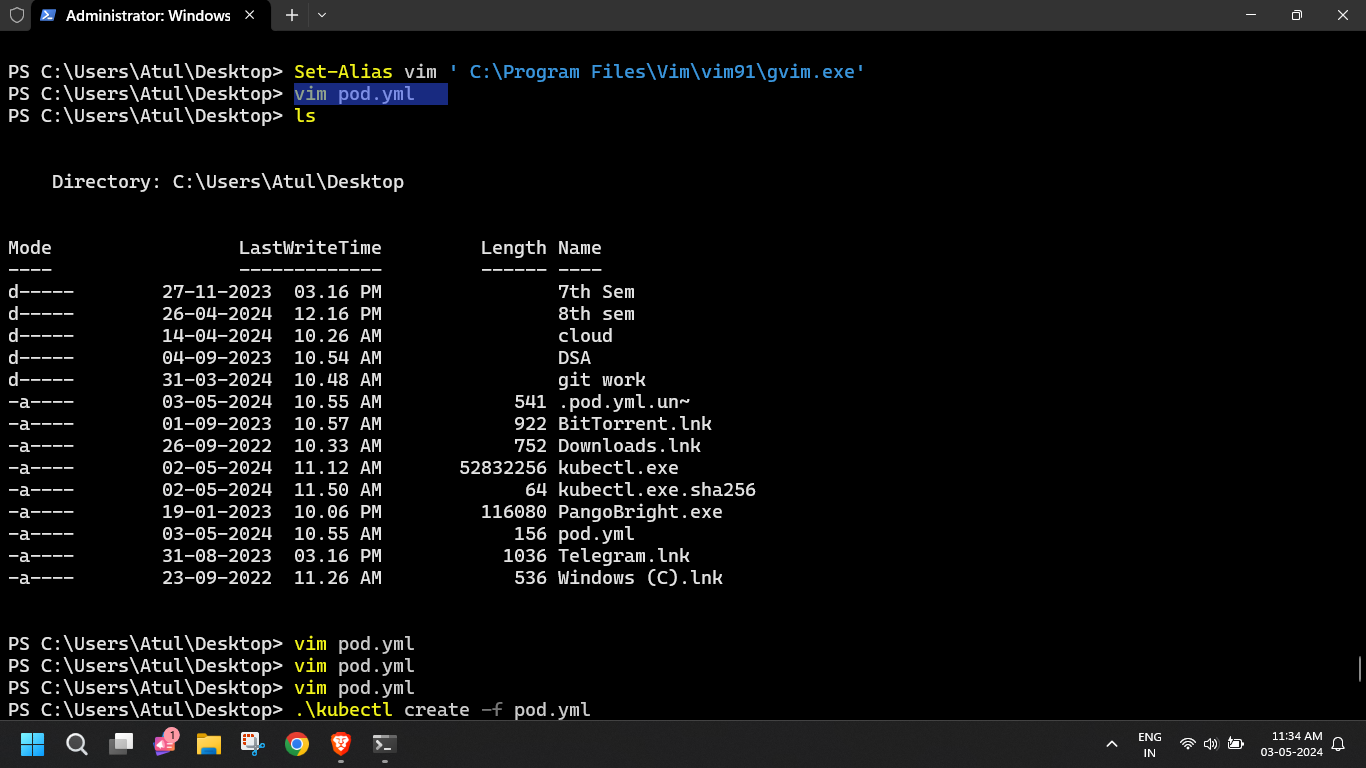 Administrator: Windows
PS C:\Users\Atul\Desktop> Set-Alias vim ' C:\Program Files\Vim\vim91\gvim.exe'
PS C:\Users\Atul\Desktop> vim pod.yml
PS C:\Users\Atul\Desktop> ls
Directory: C:\Users\Atul\Desktop
Mode LastWriteTime Length Name
---- ------------- ------ ----
d----- 27-11-2023 03.16 PM 7th Sem
d----- 26-04-2024 12.16 PM 8th sem
d----- 14-04-2024 10.26 AM cloud
d----- 04-09-2023 10.54 AM DSA
d----- 31-03-2024 10.48 AM git work
-a---- 03-05-2024 10.55 AM 541 .pod.yml.un~
-a---- 01-09-2023 10.57 AM 922 BitTorrent.lnk
-a---- 26-09-2022 10.33 AM 752 Downloads.lnk
-a---- 02-05-2024 11.12 AM 52832256 kubectl.exe
-a---- 02-05-2024 11.50 AM 64 kubectl.exe.sha256
-a---- 19-01-2023 10.06 PM 116080 PangoBright.exe
-a---- 03-05-2024 10.55 AM 156 pod.yml
-a---- 31-08-2023 03.16 PM 1036 Telegram.lnk
-a---- 23-09-2022 11.26 AM 536 Windows (C).lnk
PS C:\Users\Atul\Desktop> vim pod.yml
PS C:\Users\Atul\Desktop> vim pod.yml
PS C:\Users\Atul\Desktop> vim pod.yml
PS C:\Users\Atul\Desktop> .\kubectl create -f pod.yml
1
ENG
IN
11:34 AM
03-05-2024